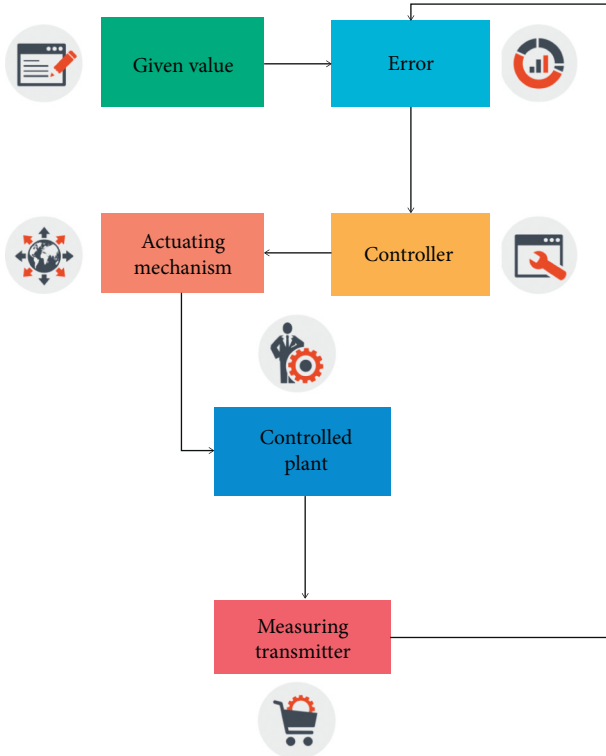 Given value
Error
Actuating
mechanism
Controller
Controlled
plant
Measuring
transmitter